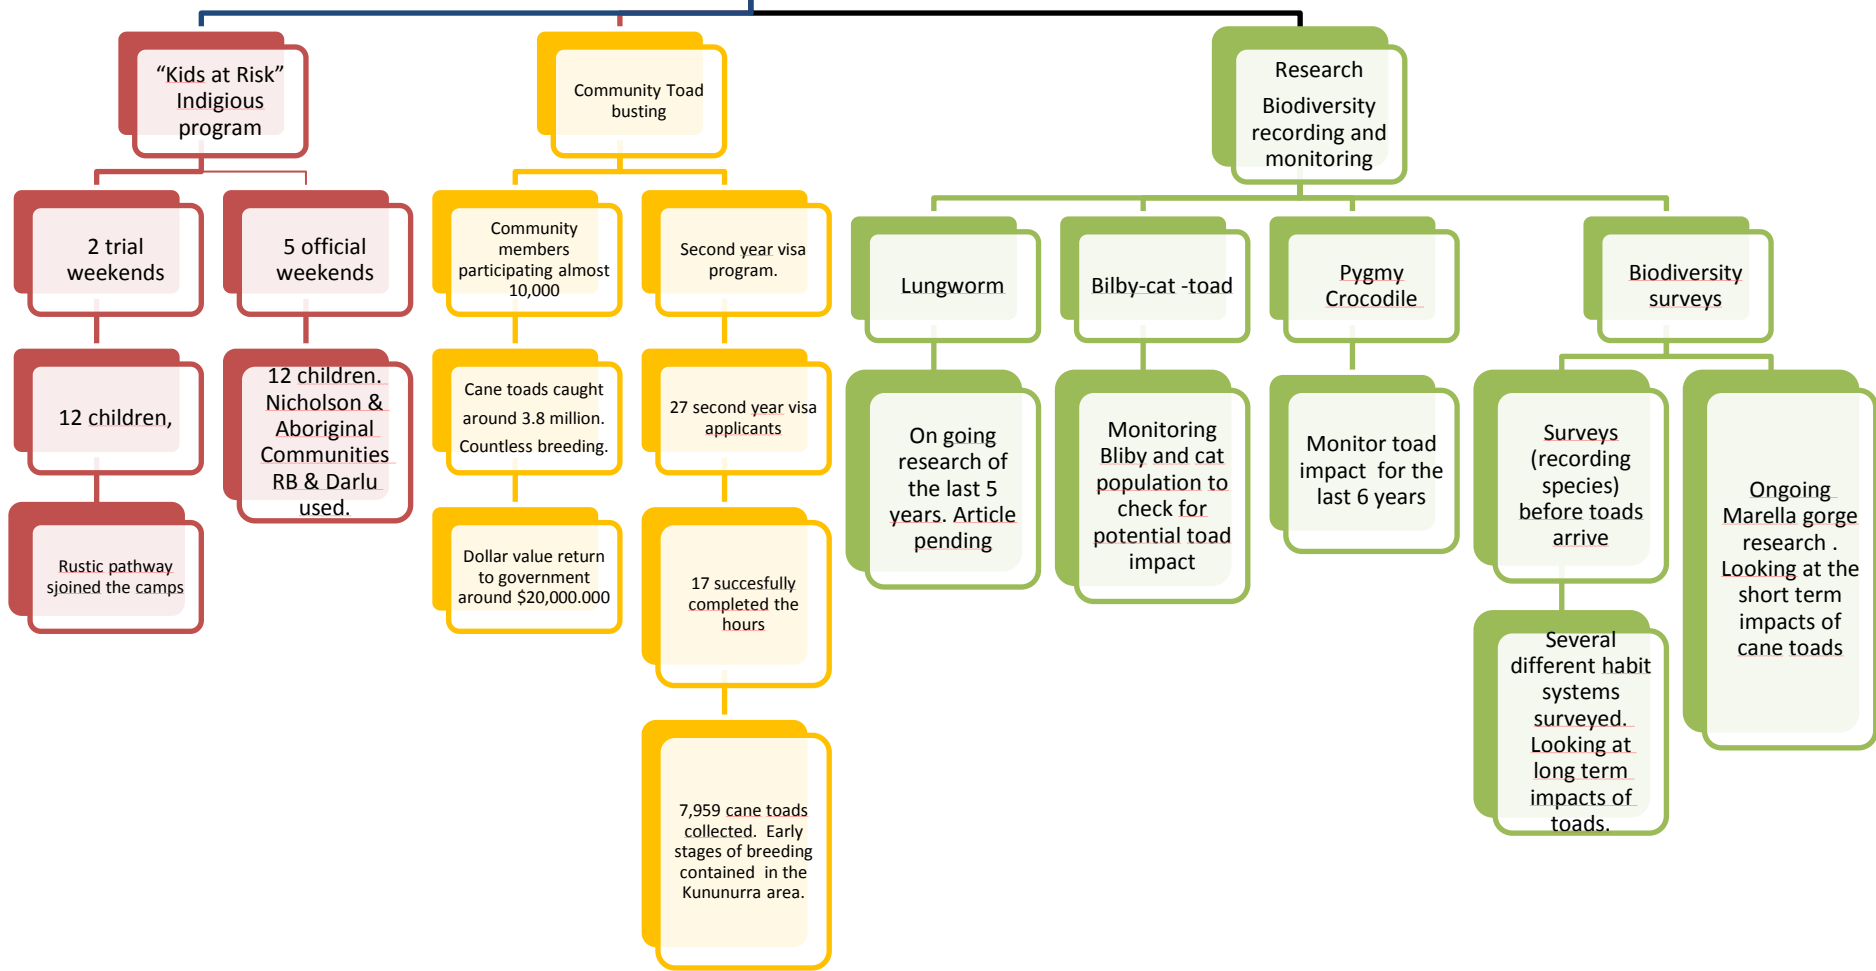 “Kids at Risk”
Indigious
program
2 trial
weekends
12 children,
Rustic pathway
sjoined the camps
5 official
weekends
12 children.
Nicholson &
Aboriginal
Communities
RB & Darlu
used.
Community Toad
busting
Community
members
participating almost
10,000
Cane toads caught
around 3.8 million.
Countless breeding.
Dollar value return
to government
around $20,000.000
Second year visa
program.
27 second year visa
applicants
17 succesfully
completed the
hours
7,959 cane toads
collected.  Early
stages of breeding
contained  in the
Kununurra area.
Research
Biodiversity
recording and
monitoring
Lungworm
On going
research of
the last 5
years. Article
pending
Bilby-cat -toad
Monitoring
Bliby and cat
population to
check for
potential toad
impact
Pygmy
Crocodile
Monitor toad
impact  for the
last 6 years
Biodiversity
surveys
Surveys
(recording
species)
before toads
arrive
Several
different habit
systems
surveyed.
Looking at
long term
impacts of
toads.
Ongoing
Marella gorge
research .
Looking at the
short term
impacts of
cane toads